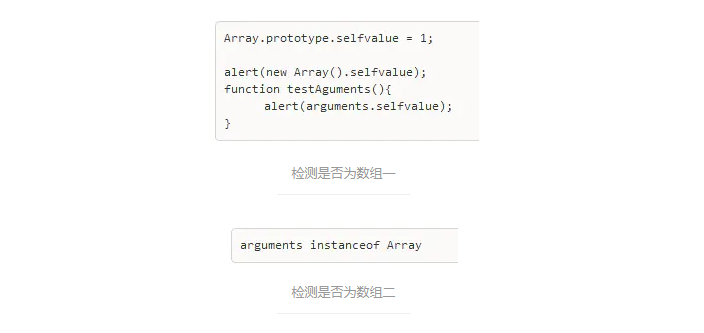 Array.prototype.selfvalue = 1;
alert(new Array().selfvalue);
function testAguments(){
alert(arguments.selfvalue);
}
检测是否为数组一
arguments instanceof Array
检测是否为数组二